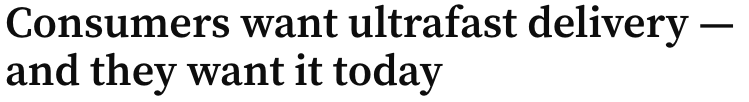 Consumers want ultrafast delivery —
and they want it today